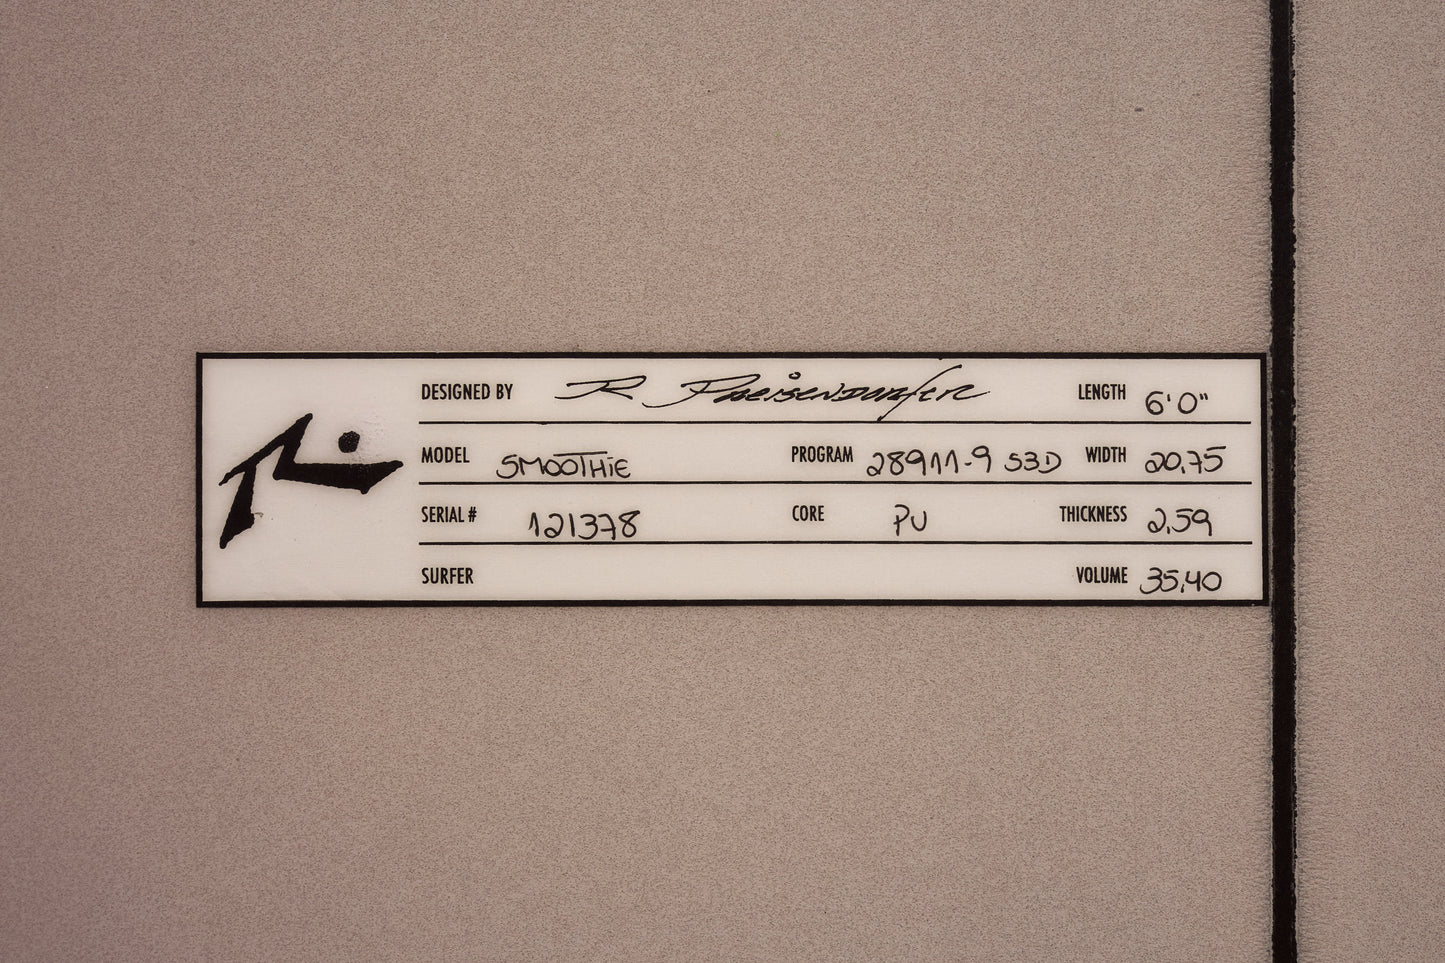 DESIGNED BY R Preisendorfer LENGTH 6'0"
MODEL SMOOTHiE PROGRAM 28911-9 S3D WIDTH 20.75
SERIAL # 121378 CORE PU THICKNESS 2.59
SURFER VOLUME 35.40